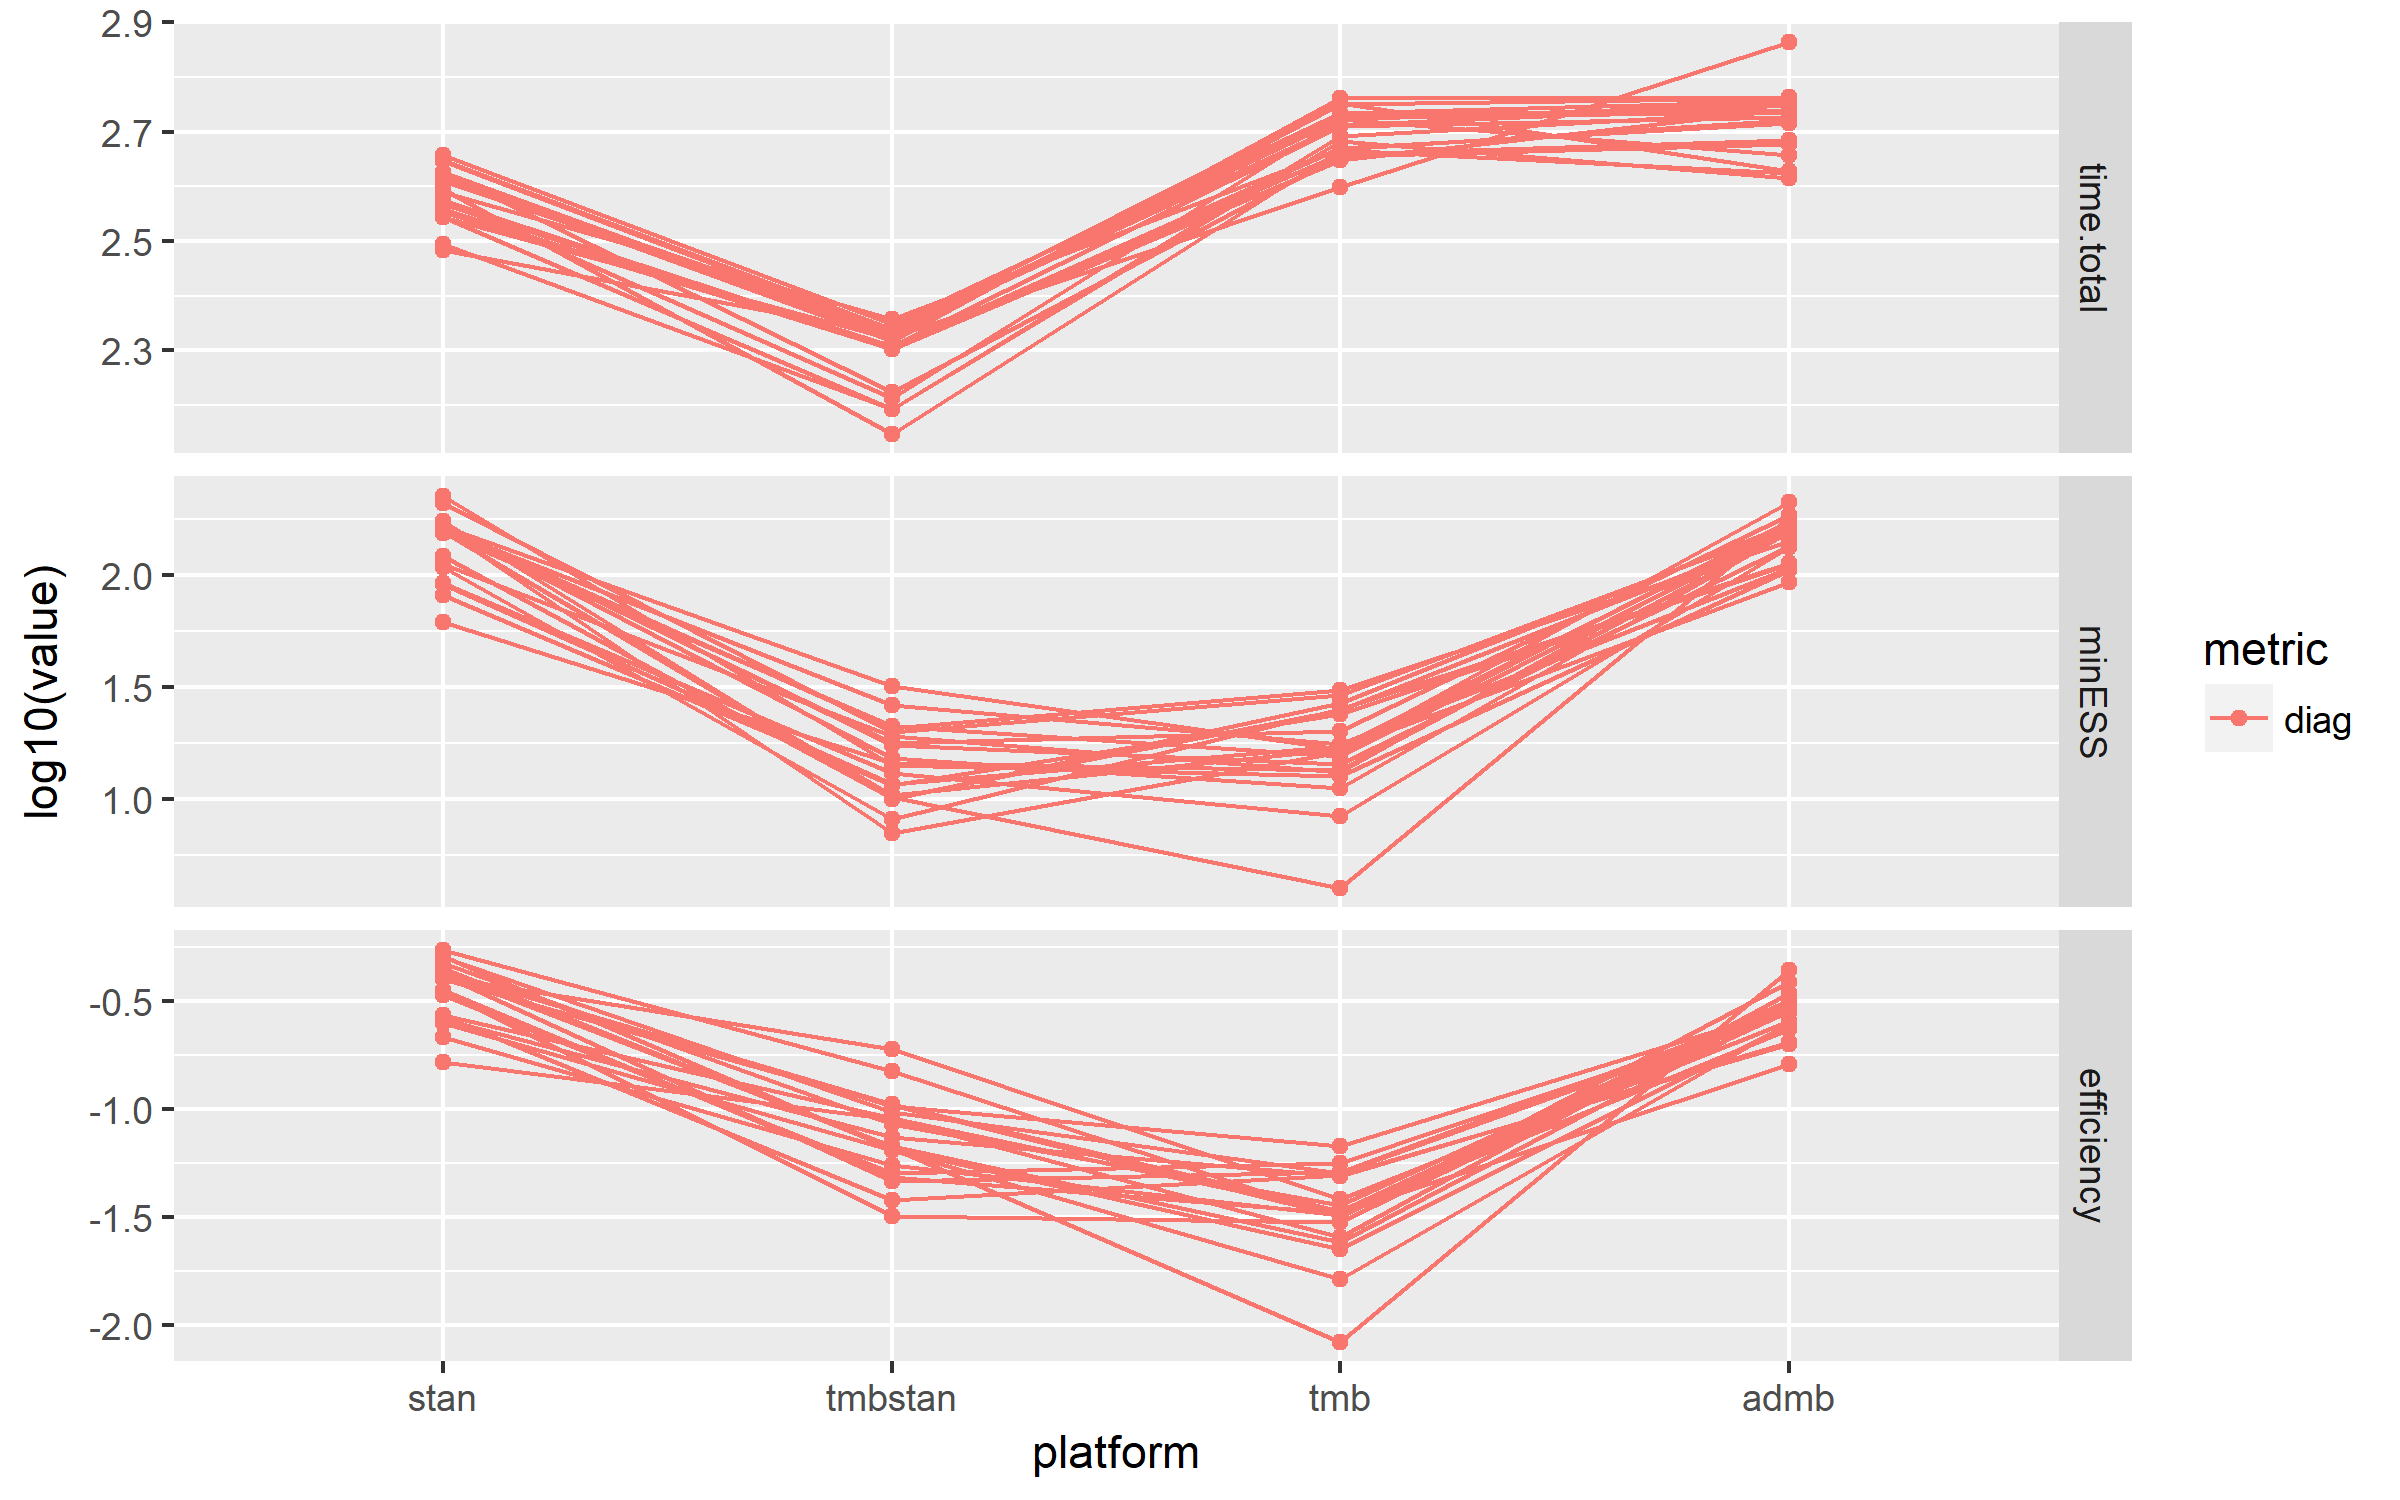 2.9
2.7
2.5
2.3
time.total
2.0
1.5
1.0
minESS
-0.5
-1.0
-1.5
-2.0
efficiency
log10(value)
stan
tmbstan
tmb
admb
platform
metric
diag